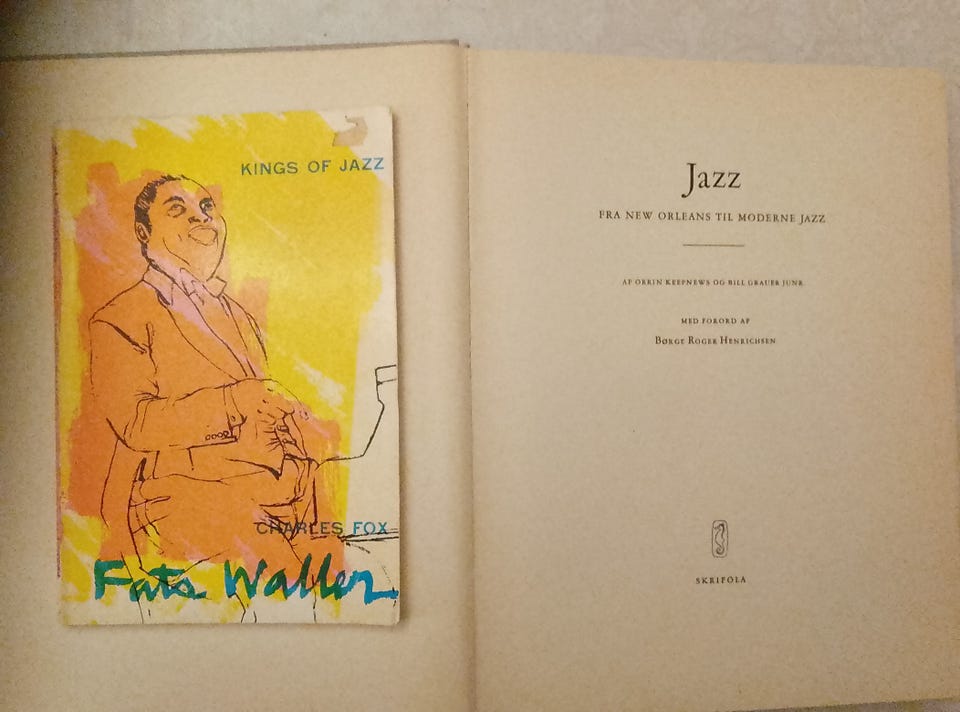 KINGS OF JAZZ
CHARLES FOX
Fats Waller
Jazz
FRA NEW ORLEANS TIL MODERNE JAZZ
AF ORRIN KEEPNEWS OG BILL GRAUER JUNR.
MED FORORD AF
BØRGE ROGER HENRICHSEN
SKRIFOLA